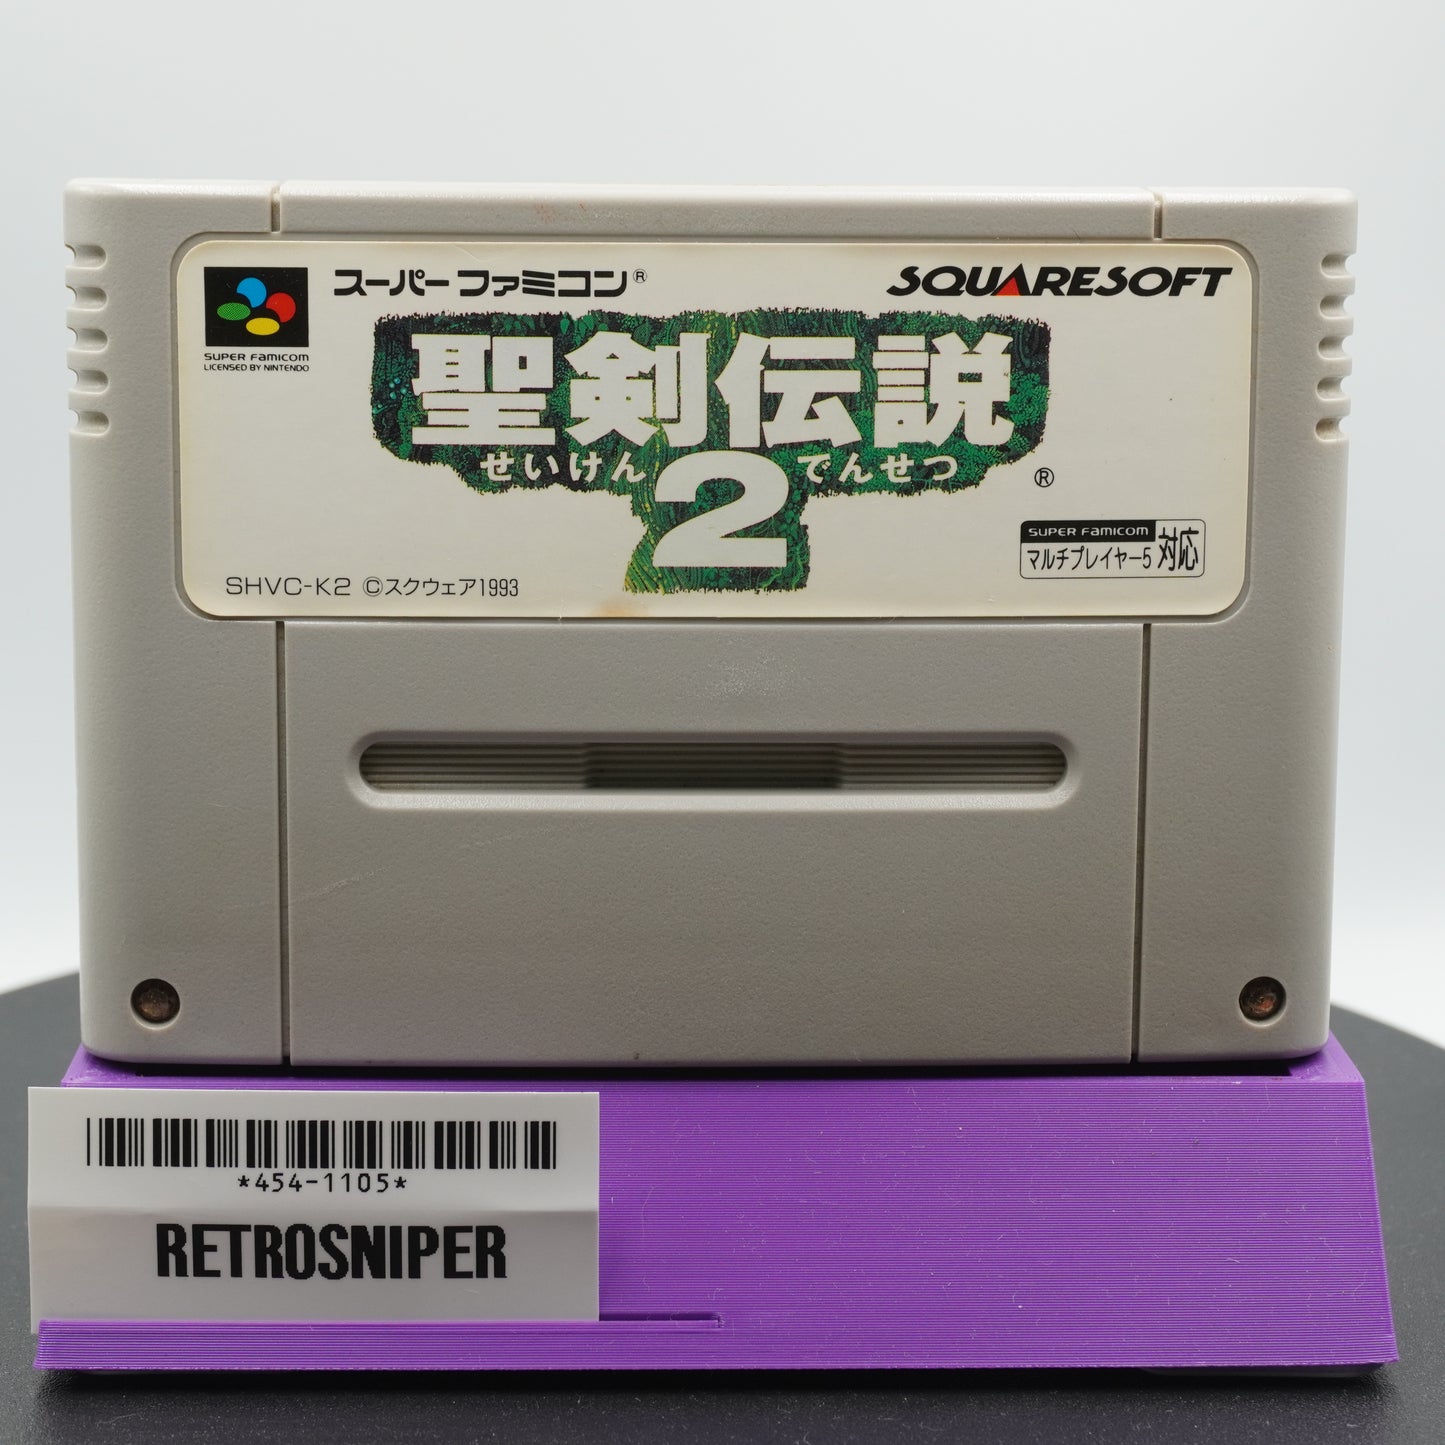 スーパーファミコン®
SQUARESOFT
SUPER FAMICOM
LICENSED BY NINTENDO
聖剣伝説
せいけん 2 でんせつ
®
SUPER FAMICOM
マルチプレイヤー5 対応
SHVC-K2 ©スクウェア1993
*454-1105*
RETROSNIPER